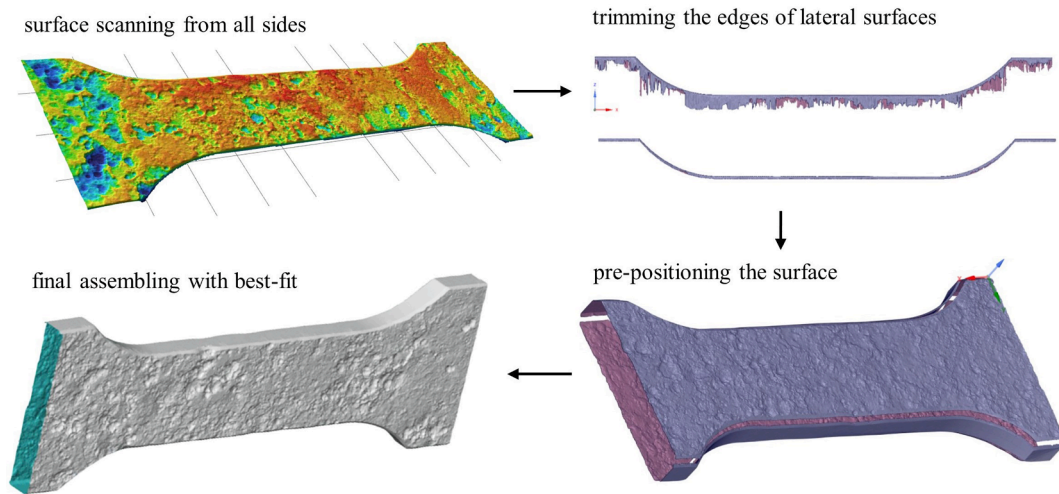 surface scanning from all sides
trimming the edges of lateral surfaces
pre-positioning the surface
final assembling with best-fit